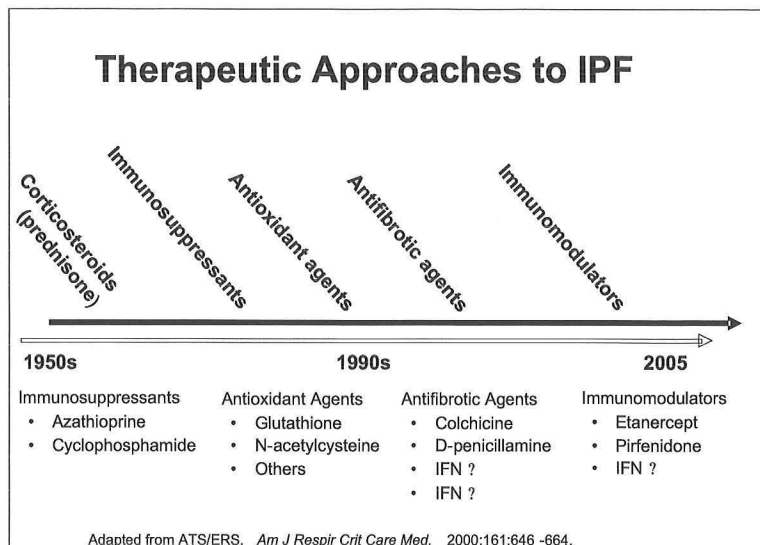 Therapeutic Approaches to IPF
Corticosteroids
(prednisone)
Immunosuppressants
Antioxidant agents
Antifibrotic agents
Immunomodulators
1950s
1990s
2005
Immunosuppressants
• Azathioprine
• Cyclophosphamide
Antioxidant Agents
• Glutathione
• N-acetylcysteine
• Others
Antifibrotic Agents
• Colchicine
• D-penicillamine
• IFN ?
• IFN ?
Immunomodulators
• Etanercept
• Pirfenidone
• IFN ?
Adapted from ATS/ERS. Am J Respir Crit Care Med. 2000;161:646 -664.